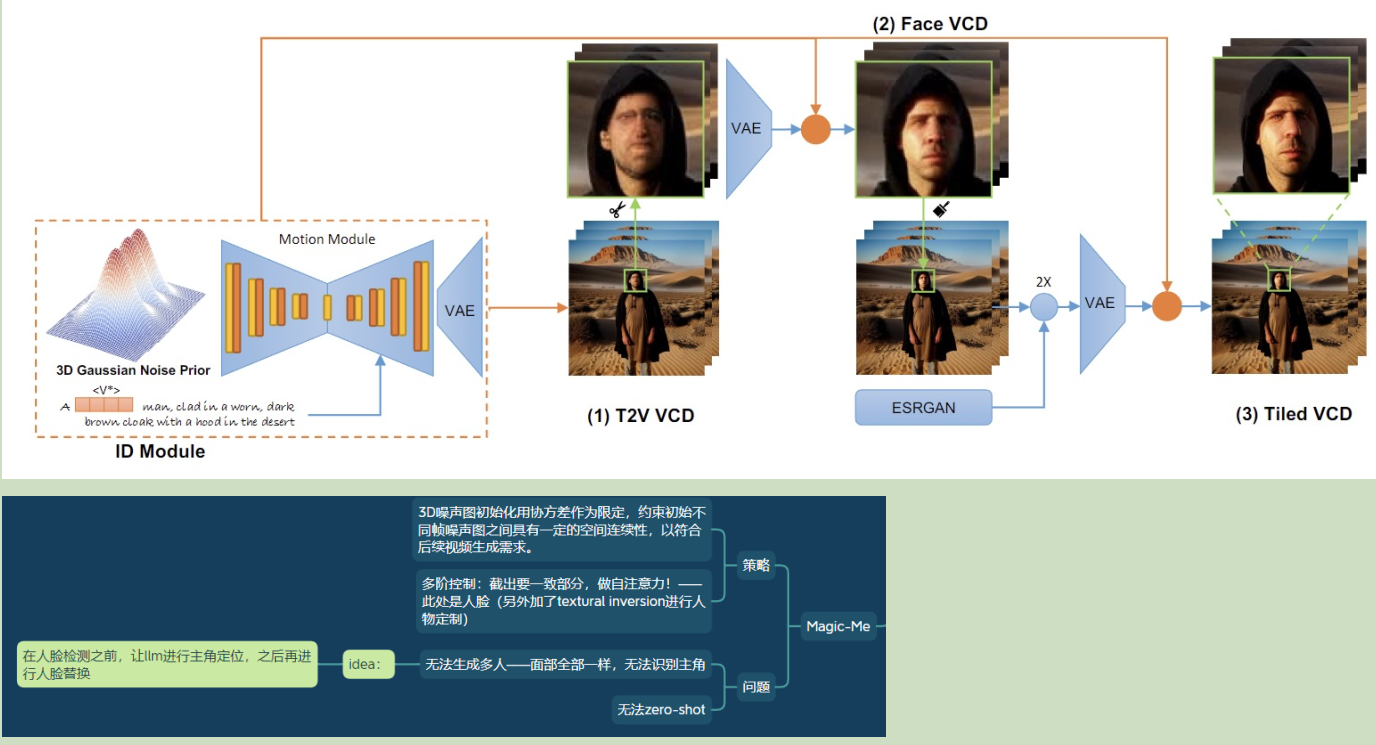 (2) Face VCD
VAE
Motion Module
VAE
3D Gaussian Noise Prior
<V*>
A man, clad in a worn, dark
brown cloak with a hood in the desert
ID Module
(1) T2V VCD
2X
VAE
ESRGAN
(3) Tiled VCD
3D噪声图初始化用协方差作为限定，约束初始不
同帧噪声图之间具有一定的空间连续性，以符合
后续视频生成需求。
策略
多阶控制：截出要一致部分，做自注意力！——
此处是人脸（另外加了textural inversion进行人
物定制）
Magic-Me
在人脸检测之前，让llm进行主角定位，之后再进
行人脸替换
idea：
无法生成多人——面部全部一样，无法识别主角
问题
无法zero-shot